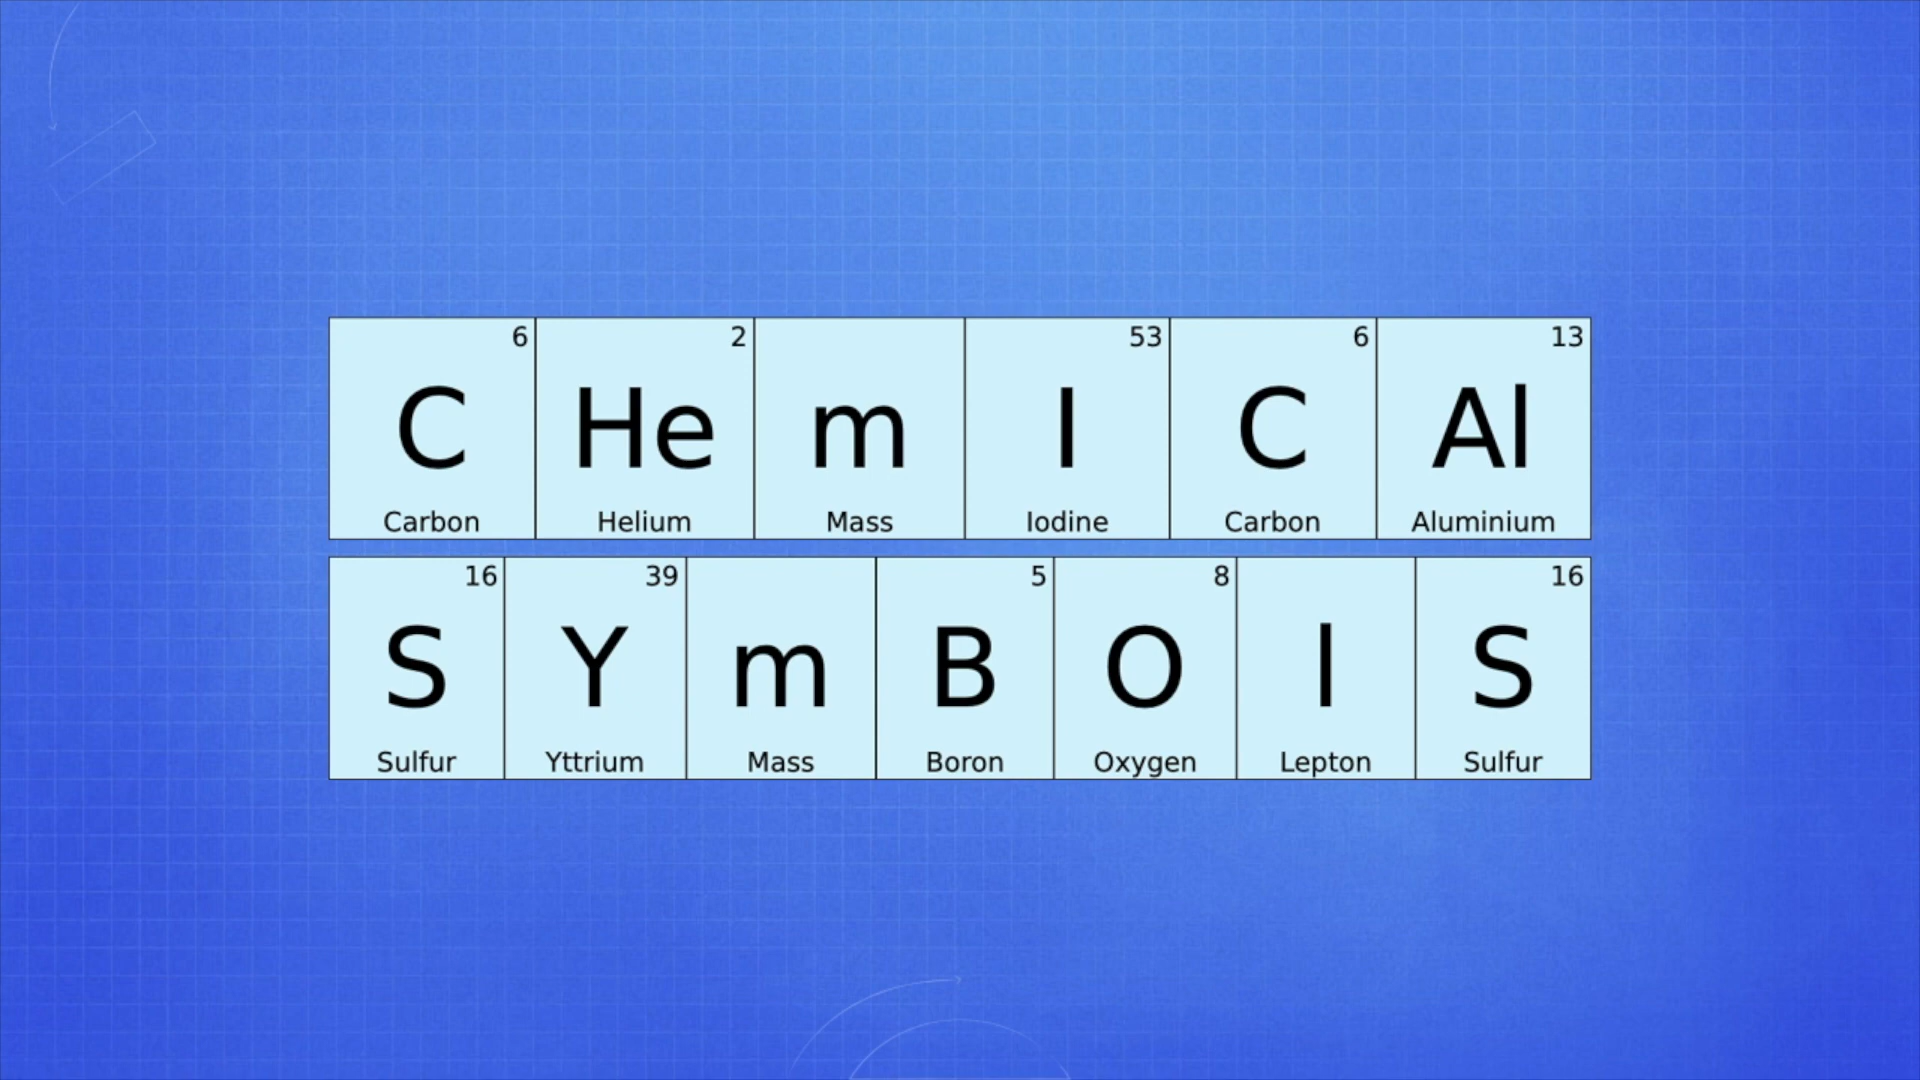 6 2 53 6 13
C He m I C Al
Carbon Helium Mass Iodine Carbon Aluminium
16 39 5 8 16
S Y m B O l S
Sulfur Yttrium Mass Boron Oxygen Lepton Sulfur